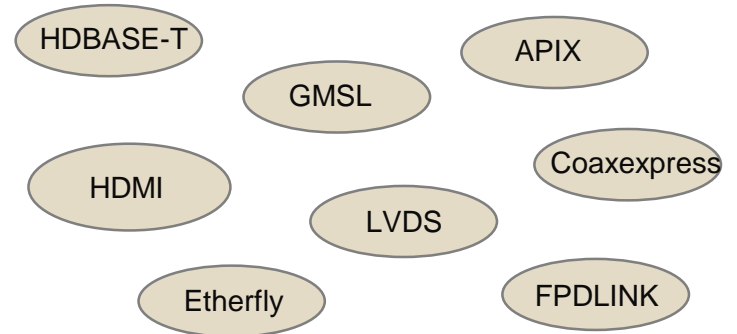 HDBASE-T
APIX
GMSL
Coaxexpress
HDMI
LVDS
Etherfly
FPDLINK